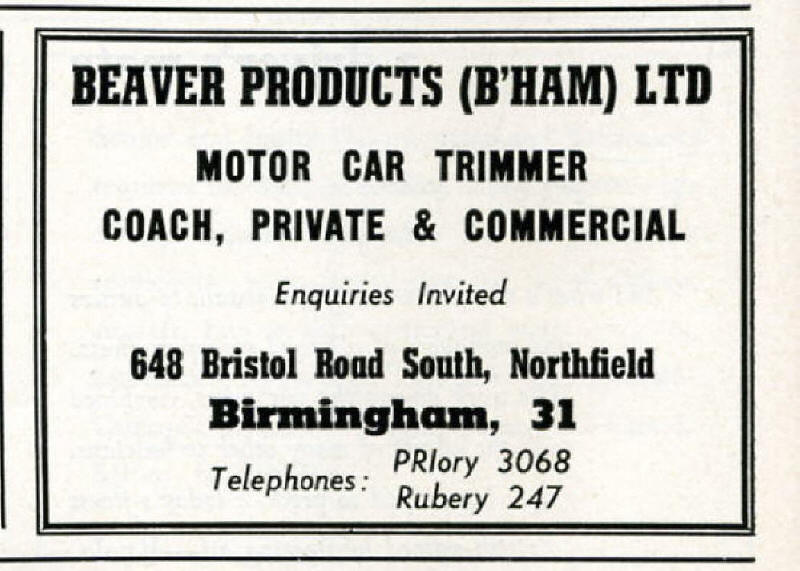 BEAVER PRODUCTS (B'HAM) LTD
MOTOR CAR TRIMMER
COACH, PRIVATE & COMMERCIAL
Enquiries Invited
648 Bristol Road South, Northfield
Birmingham, 31
Telephones: PRIory 3068
Rubery 247